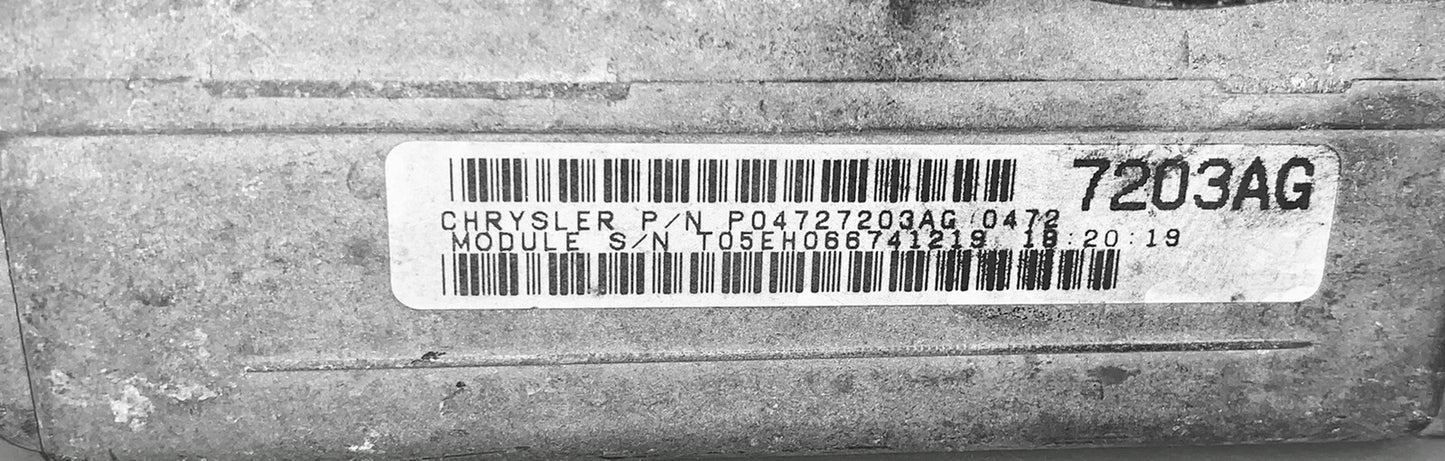 7203AG
CHRYSLER P/N P04727203AG 0472
MODULE S/N T05EH066741219 18:20:19